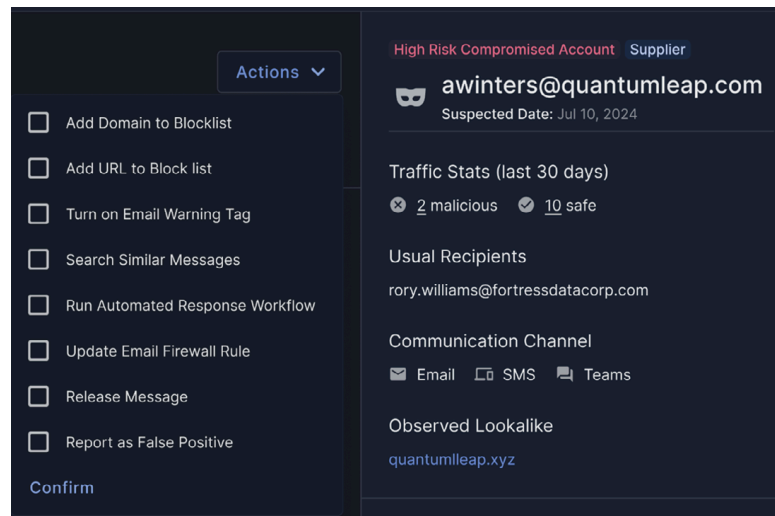 Actions
Add Domain to Blocklist
Add URL to Block list
Turn on Email Warning Tag
Search Similar Messages
Run Automated Response Workflow
Update Email Firewall Rule
Release Message
Report as False Positive
Confirm
High Risk Compromised Account Supplier
awinters@quantumleap.com
Suspected Date: Jul 10, 2024
Traffic Stats (last 30 days)
2 malicious 10 safe
Usual Recipients
rory.williams@fortressdatacorp.com
Communication Channel
Email SMS Teams
Observed Lookalike
quantumlleap.xyz